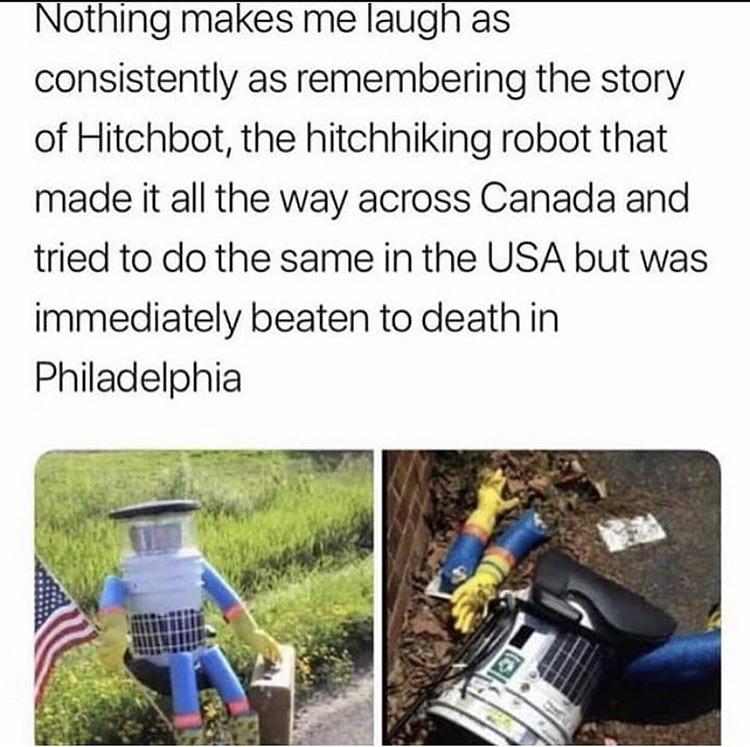 Nothing makes me laugh as
consistently as remembering the story
of Hitchbot, the hitchhiking robot that
made it all the way across Canada and
tried to do the same in the USA but was
immediately beaten to death in
Philadelphia